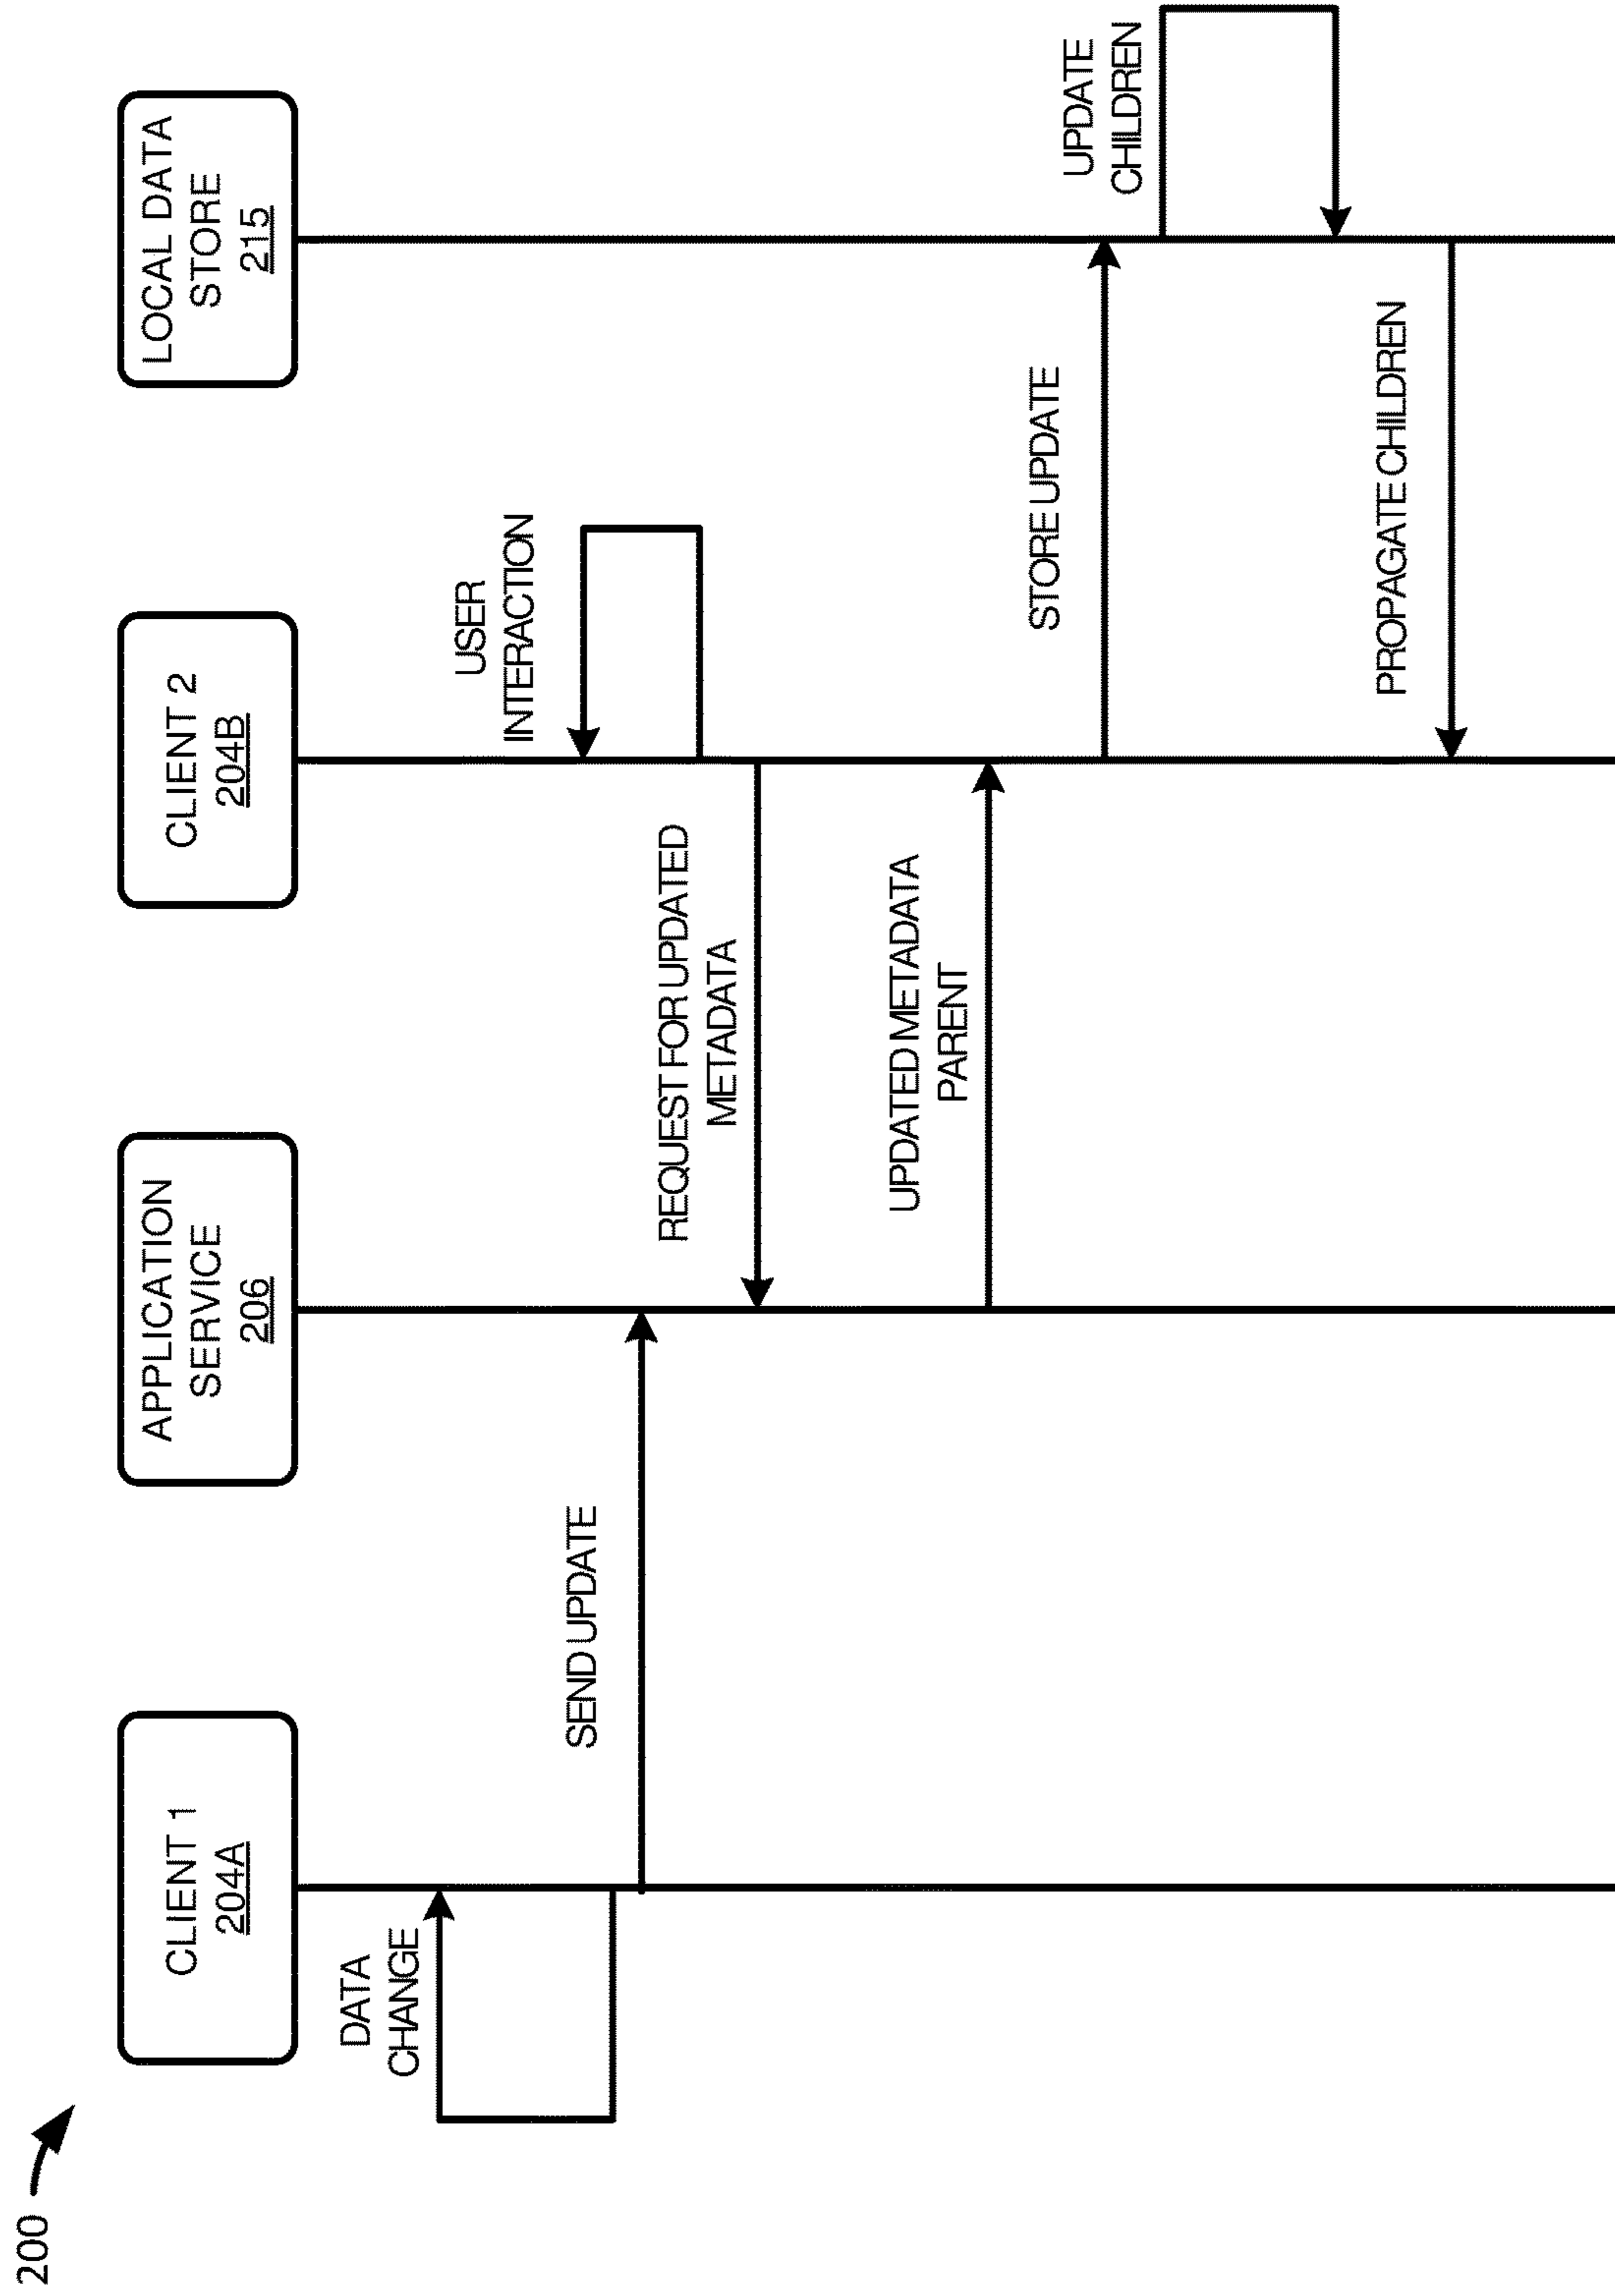 200
CLIENT 1
204A
APPLICATION
SERVICE
206
CLIENT 2
204B
LOCAL DATA
STORE
215
DATA
CHANGE
USER
INTERACTION
SEND UPDATE
REQUEST FOR UPDATED
METADATA
UPDATED METADATA
PARENT
STORE UPDATE
UPDATE
CHILDREN
PROPAGATE CHILDREN